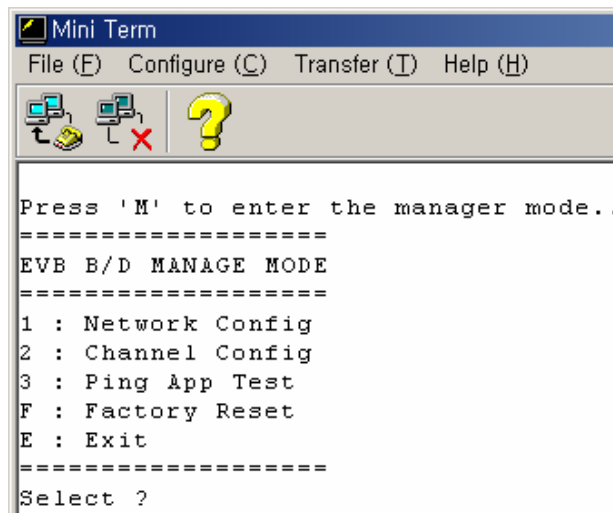 Mini Term
File (F) Configure (C) Transfer (T) Help (H)
Press 'M' to enter the manager mode..
===================
EVB B/D MANAGE MODE
===================
1 : Network Config
2 : Channel Config
3 : Ping App Test
F : Factory Reset
E : Exit
===================
Select ?